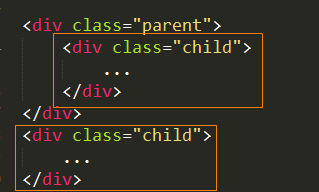 <div class="parent">
<div class="child">
...
</div>
</div>
<div class="child">
...
</div>